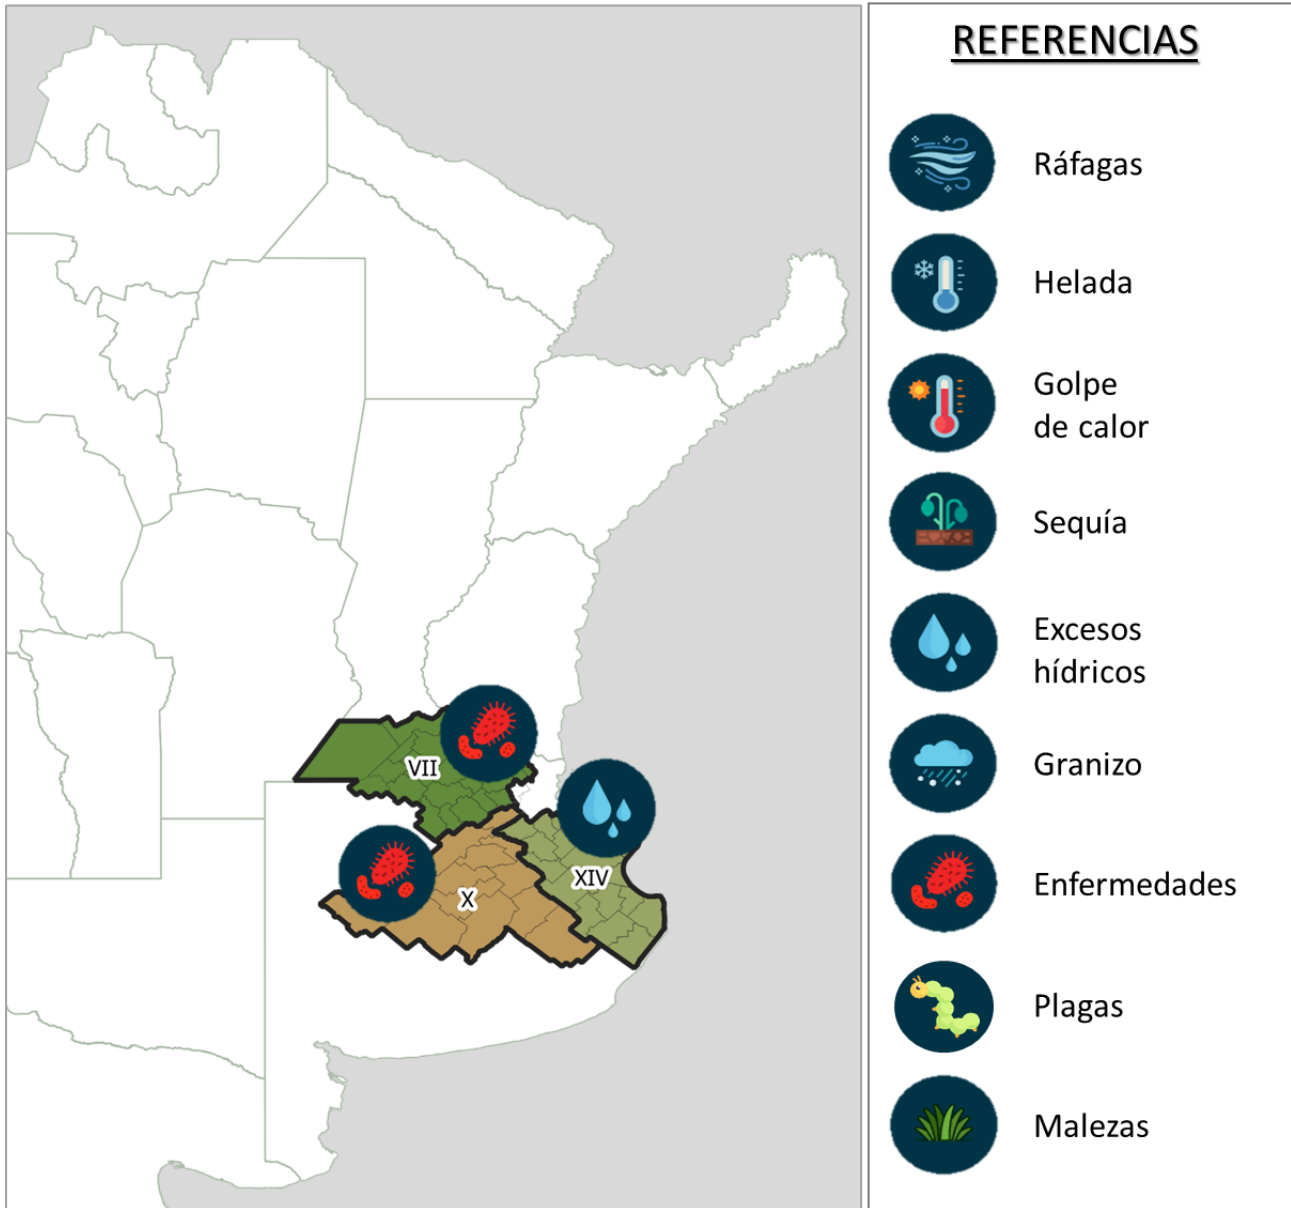 REFERENCIAS
Ráfagas
Helada
Golpe
de calor
Sequía
Excesos
hídricos
Granizo
Enfermedades
Plagas
Malezas
VII
X
XIV